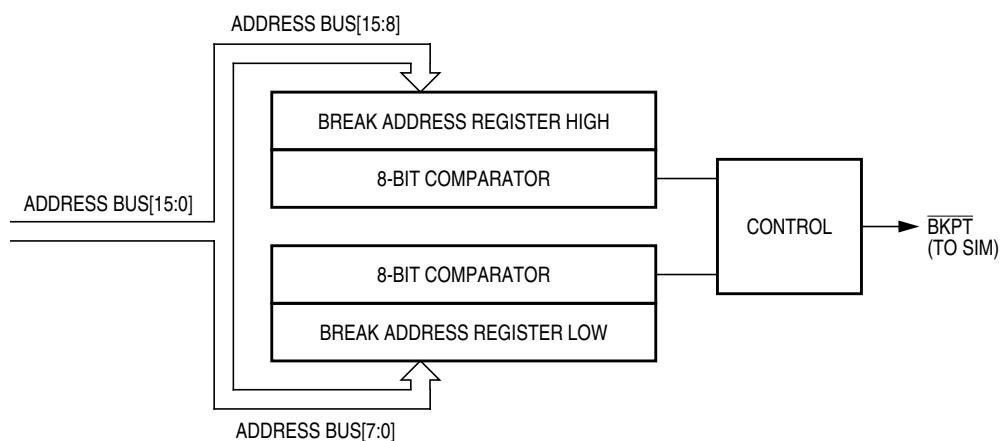 ADDRESS BUS[15:8]
BREAK ADDRESS REGISTER HIGH
8-BIT COMPARATOR
ADDRESS BUS[15:0]
CONTROL
BKPT
(TO SIM)
8-BIT COMPARATOR
BREAK ADDRESS REGISTER LOW
ADDRESS BUS[7:0]